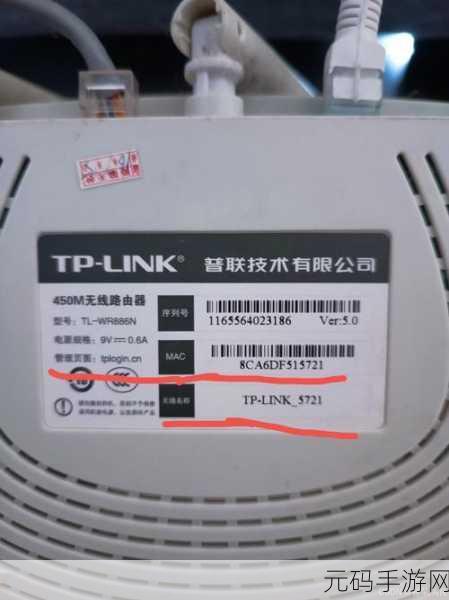 TP-LINK® 普联技术有限公司
450M无线路由器
型号：TL-WR886N
电源规格：9V⎓0.6A
管理页面：tplogin.cn
序列号
1165564023186 Ver:5.0
MAC
8CA6DF515721
无线名称
TP-LINK_5721
元码手游网